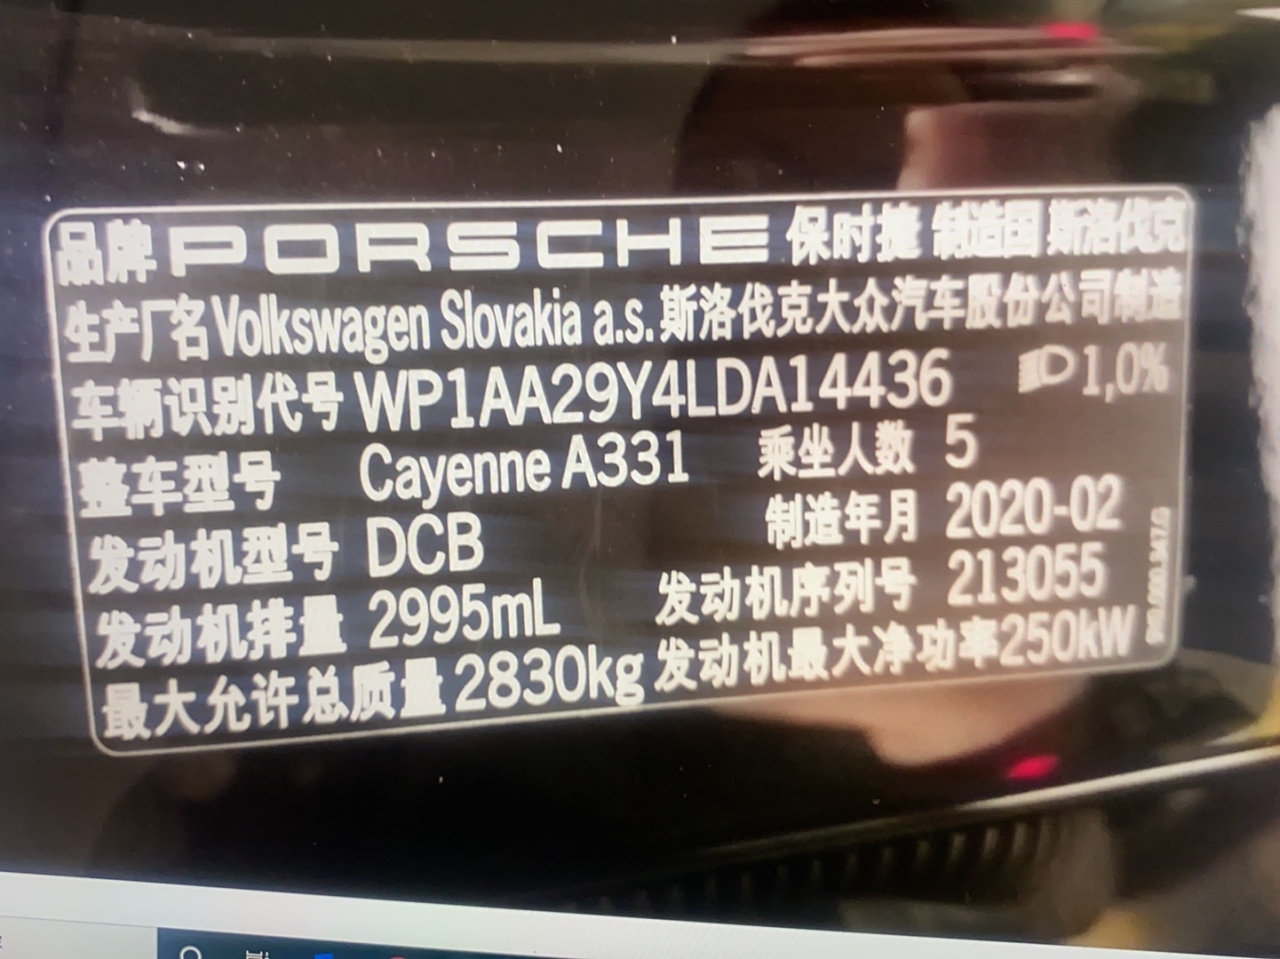 品牌 PORSCHE 保时捷 制造国 斯洛伐克
生产厂名 Volkswagen Slovakia a.s. 斯洛伐克大众汽车股份公司制造
车辆识别代号 WP1AA29Y4LDA14436 1,0%
整车型号 Cayenne A331 乘坐人数 5
发动机型号 DCB 制造年月 2020-02
发动机排量 2995mL 发动机序列号 213055
最大允许总质量 2830kg 发动机最大净功率 250kW